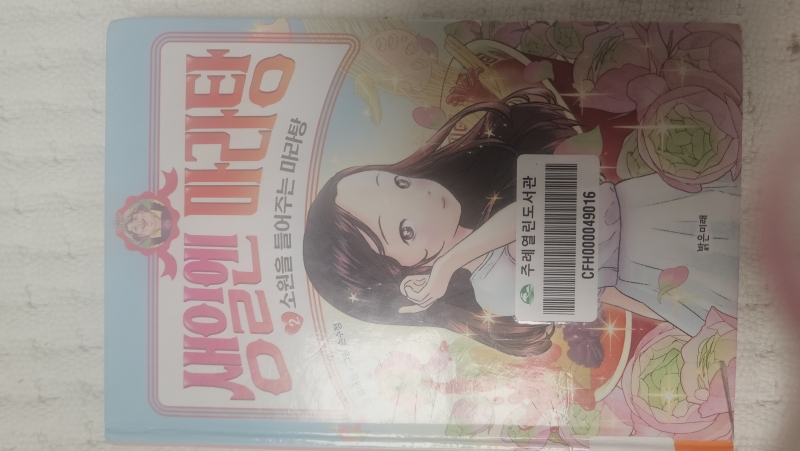 생일엔 마라탕
2 소원을 들어주는 마라탕
주례열린도서관
CFH000049016
밝은미래